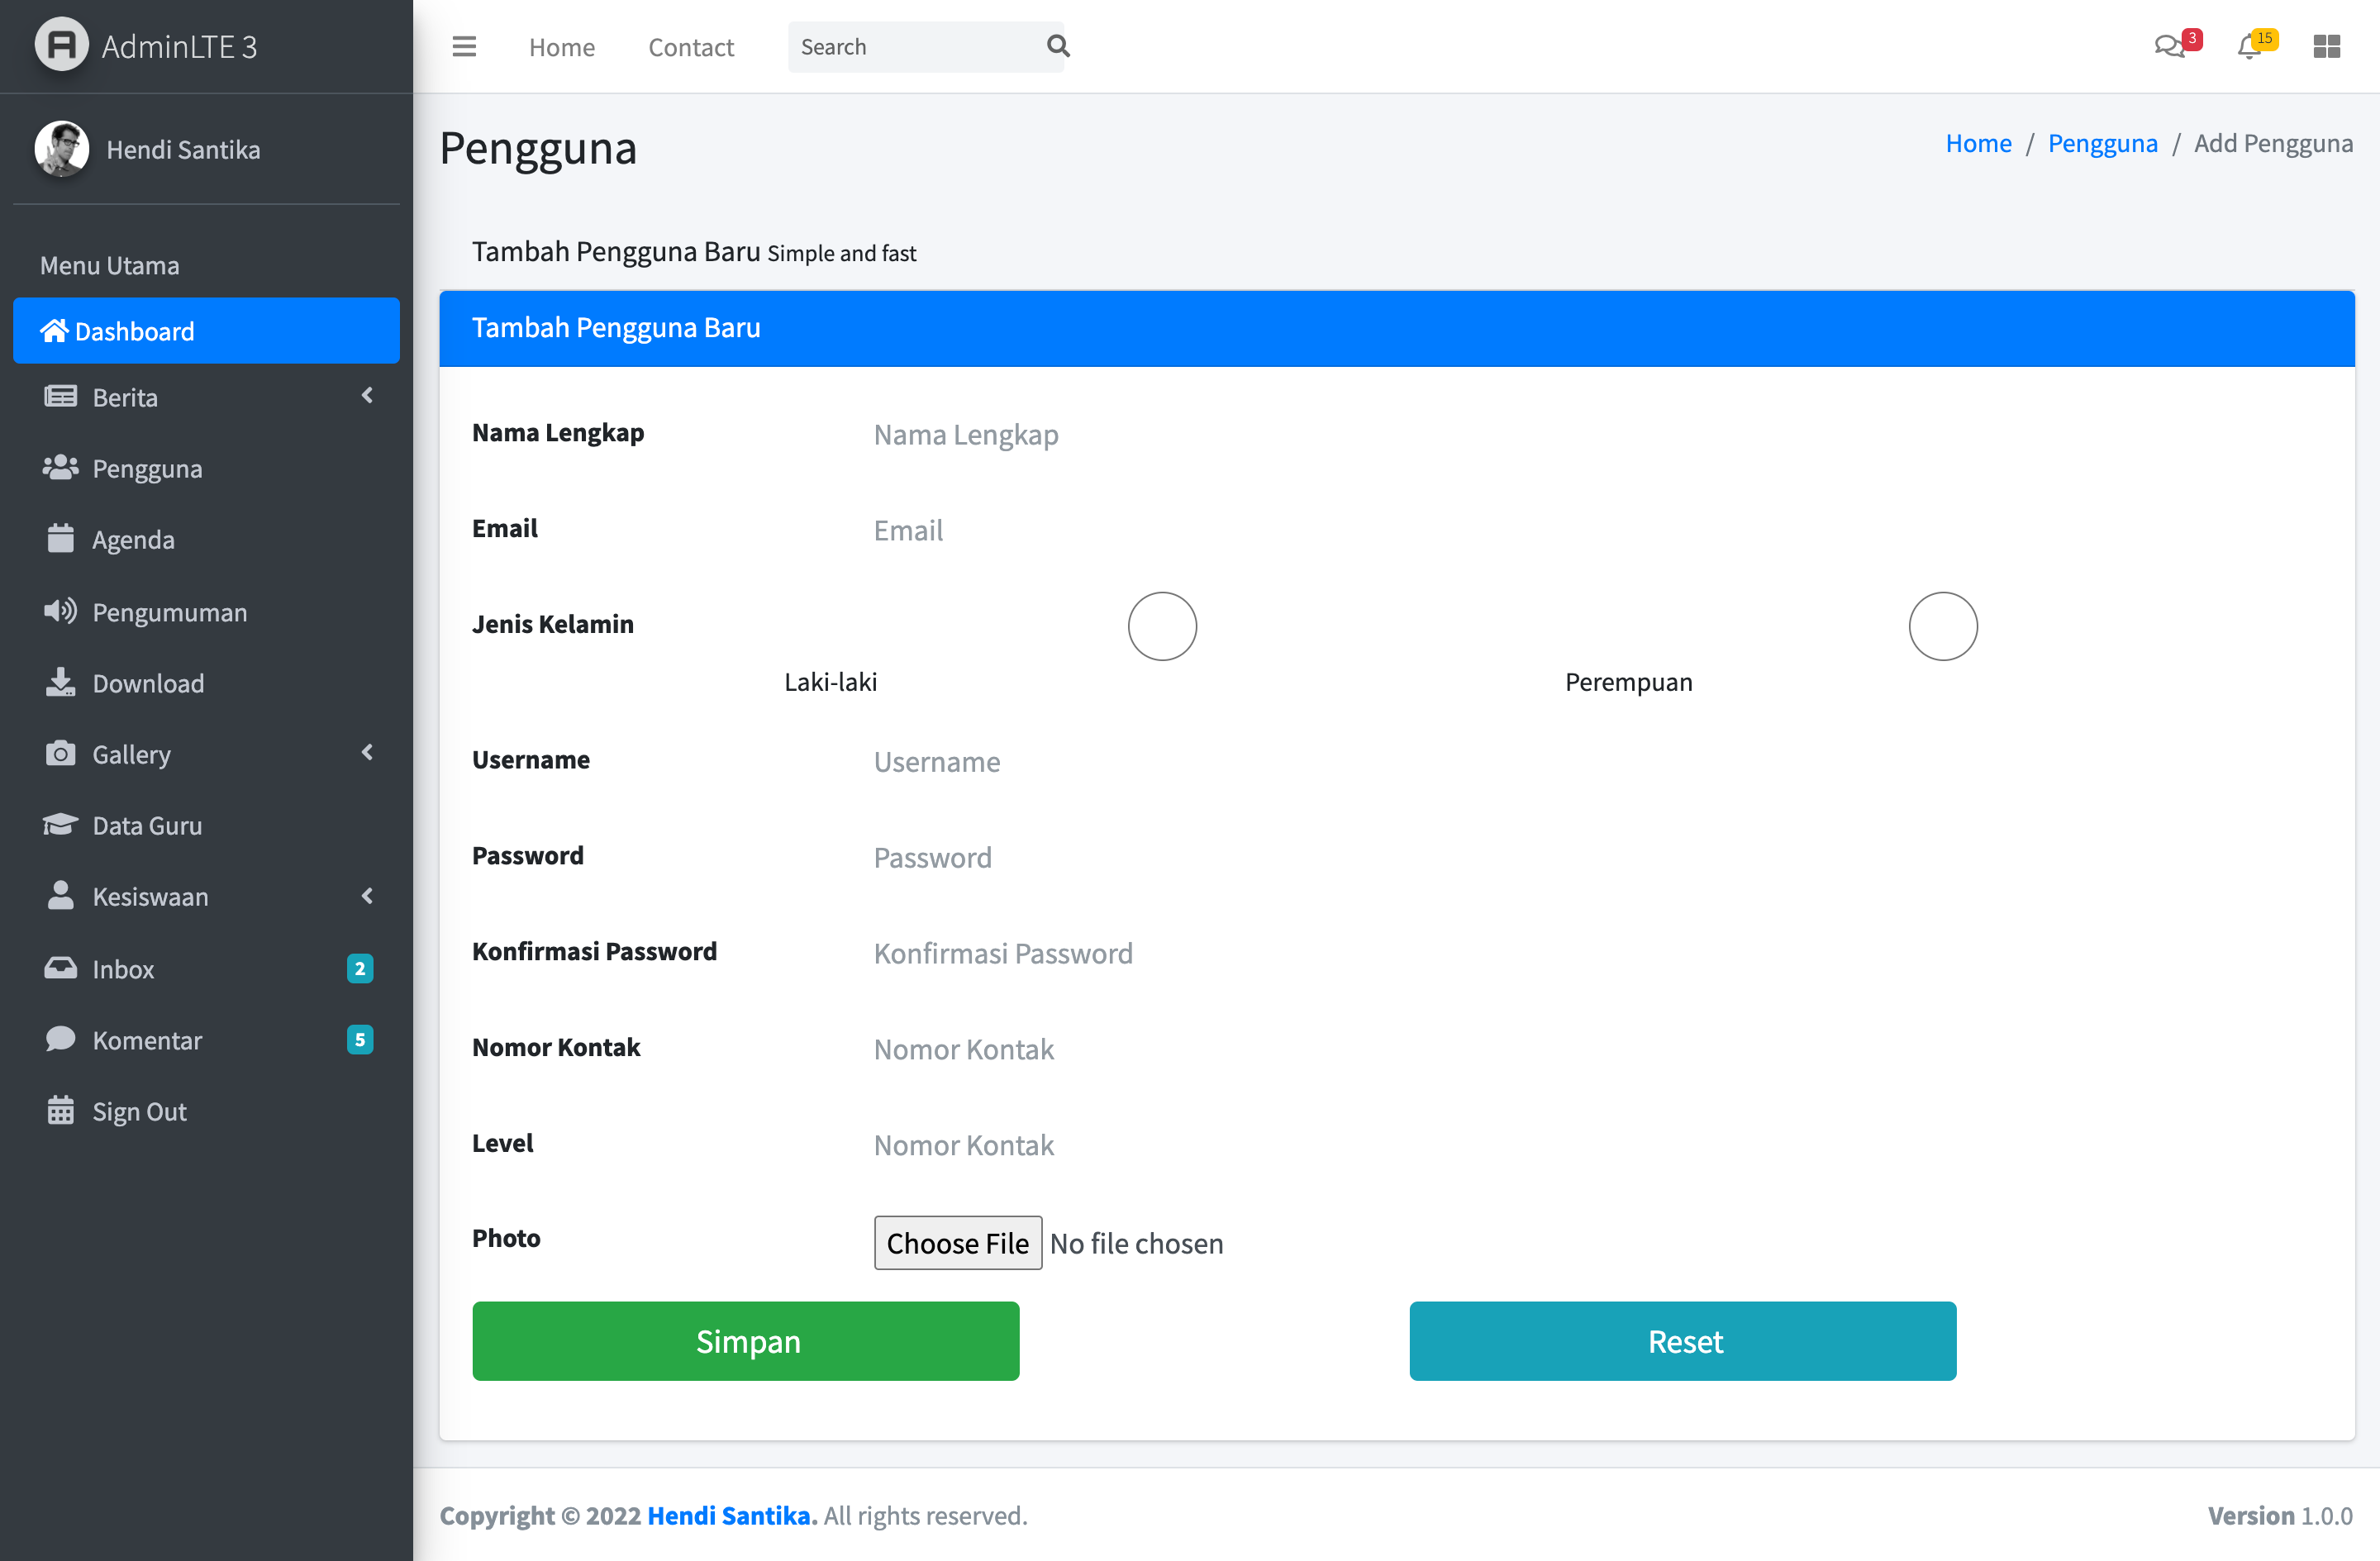 AdminLTE 3
Hendi Santika
Menu Utama
Dashboard
Berita
Pengguna
Agenda
Pengumuman
Download
Gallery
Data Guru
Kesiswaan
Inbox 2
Komentar 5
Sign Out
Home Contact Search 3 15
Pengguna Home / Pengguna / Add Pengguna
Tambah Pengguna Baru Simple and fast
Tambah Pengguna Baru
Nama Lengkap Nama Lengkap
Email Email
Jenis Kelamin
Laki-laki Perempuan
Username Username
Password Password
Konfirmasi Password Konfirmasi Password
Nomor Kontak Nomor Kontak
Level Nomor Kontak
Photo Choose File No file chosen
Simpan Reset
Copyright © 2022 Hendi Santika. All rights reserved. Version 1.0.0